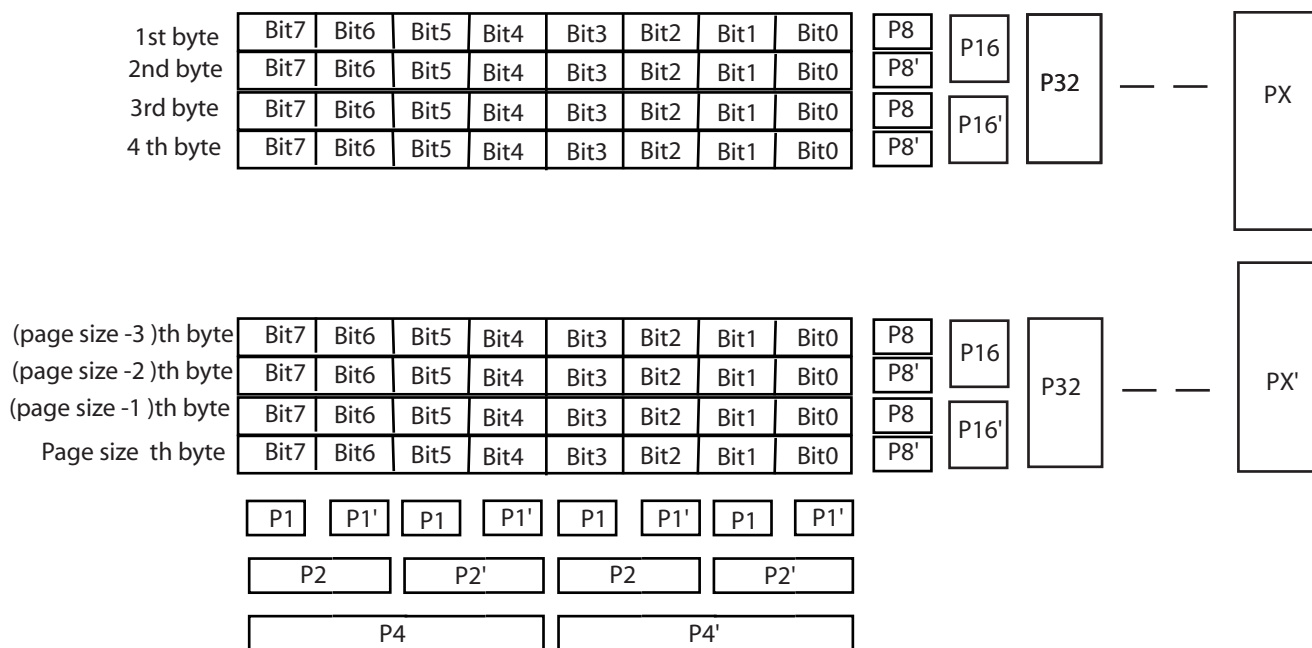 1st byte Bit7 Bit6 Bit5 Bit4 Bit3 Bit2 Bit1 Bit0 P8 P16 P32 PX
2nd byte Bit7 Bit6 Bit5 Bit4 Bit3 Bit2 Bit1 Bit0 P8'
3rd byte Bit7 Bit6 Bit5 Bit4 Bit3 Bit2 Bit1 Bit0 P8 P16'
4 th byte Bit7 Bit6 Bit5 Bit4 Bit3 Bit2 Bit1 Bit0 P8'
(page size -3 )th byte Bit7 Bit6 Bit5 Bit4 Bit3 Bit2 Bit1 Bit0 P8 P16 P32 PX'
(page size -2 )th byte Bit7 Bit6 Bit5 Bit4 Bit3 Bit2 Bit1 Bit0 P8'
(page size -1 )th byte Bit7 Bit6 Bit5 Bit4 Bit3 Bit2 Bit1 Bit0 P8 P16'
Page size th byte Bit7 Bit6 Bit5 Bit4 Bit3 Bit2 Bit1 Bit0 P8'
P1 P1' P1 P1' P1 P1' P1 P1'
P2 P2' P2 P2'
P4 P4'